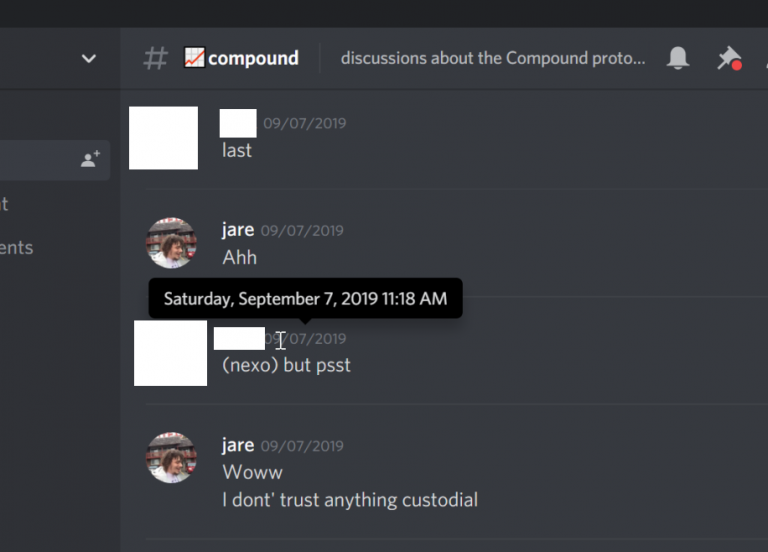 # 📈compound discussions about the Compound proto...
09/07/2019
last
nt
jare 09/07/2019
ents
Ahh
Saturday, September 7, 2019 11:18 AM
09/07/2019
(nexo) but psst
jare 09/07/2019
Woww
I dont' trust anything custodial